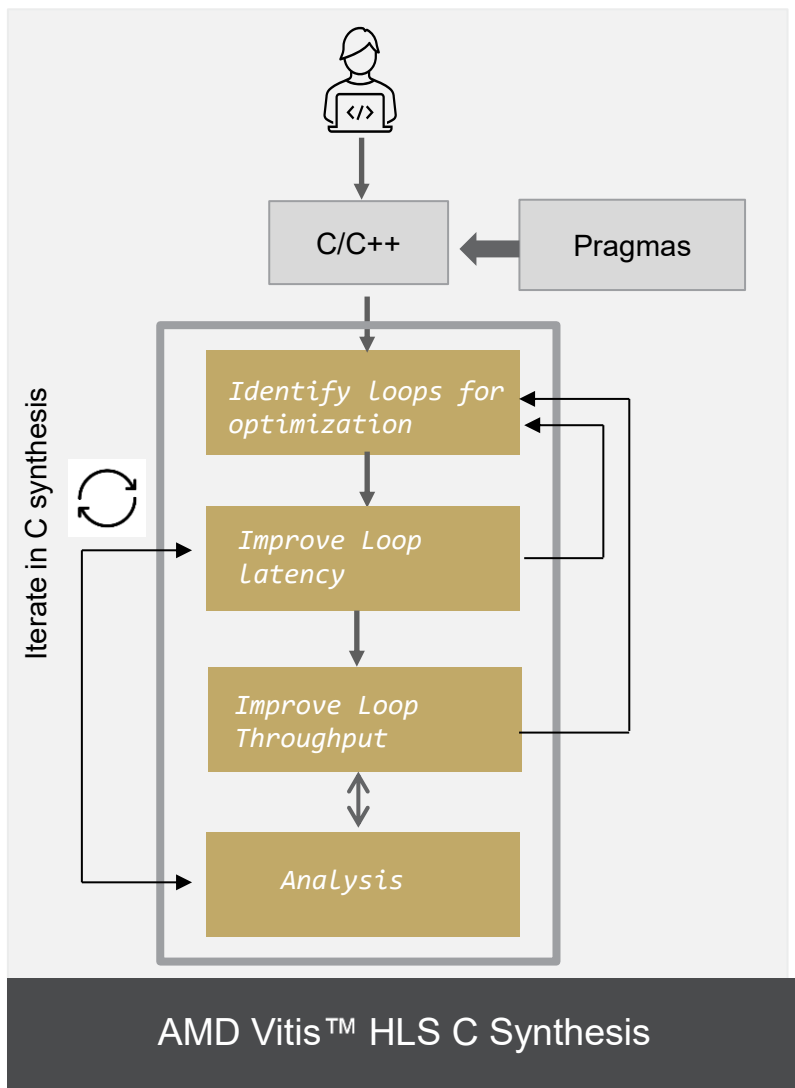 </>
C/C++
Pragmas
Identify loops for
optimization
Iterate in C synthesis
Improve Loop
latency
Improve Loop
Throughput
Analysis
AMD Vitis™ HLS C Synthesis